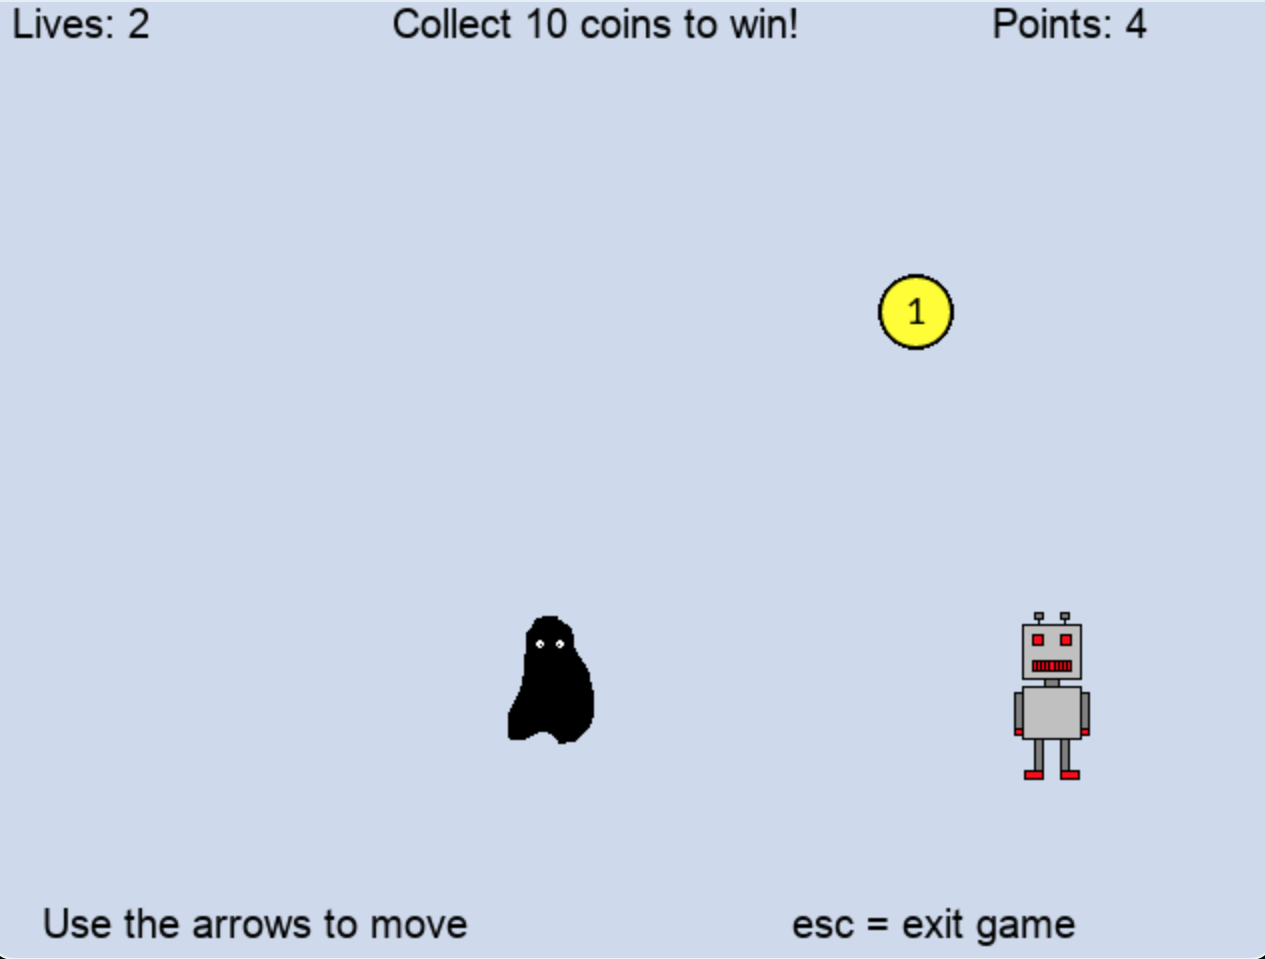 Lives: 2
Collect 10 coins to win!
Points: 4
1
Use the arrows to move
esc = exit game